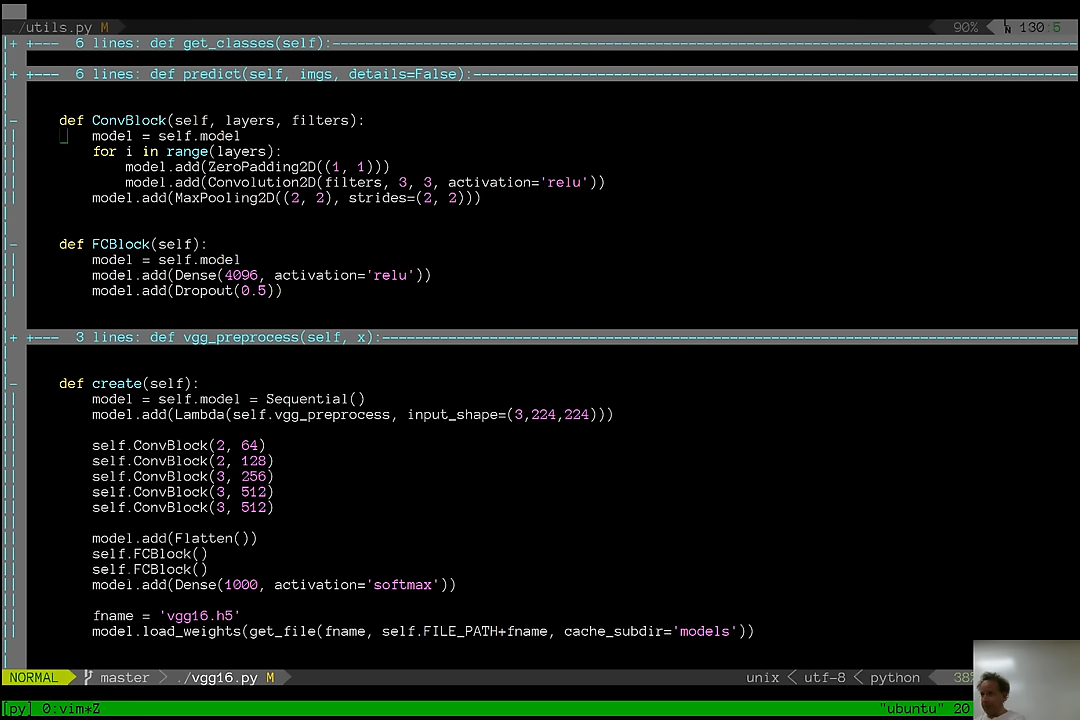 ./utils.py M 90% LN 130:5
+ +--- 6 lines: def get_classes(self):
+ +--- 6 lines: def predict(self, imgs, details=False):
def ConvBlock(self, layers, filters):
model = self.model
for i in range(layers):
model.add(ZeroPadding2D((1, 1)))
model.add(Convolution2D(filters, 3, 3, activation='relu'))
model.add(MaxPooling2D((2, 2), strides=(2, 2)))
def FCBlock(self):
model = self.model
model.add(Dense(4096, activation='relu'))
model.add(Dropout(0.5))
+ +--- 3 lines: def vgg_preprocess(self, x):
def create(self):
model = self.model = Sequential()
model.add(Lambda(self.vgg_preprocess, input_shape=(3,224,224)))
self.ConvBlock(2, 64)
self.ConvBlock(2, 128)
self.ConvBlock(3, 256)
self.ConvBlock(3, 512)
self.ConvBlock(3, 512)
model.add(Flatten())
self.FCBlock()
self.FCBlock()
model.add(Dense(1000, activation='softmax'))
fname = 'vgg16.h5'
model.load_weights(get_file(fname, self.FILE_PATH+fname, cache_subdir='models'))
NORMAL master ./vgg16.py M unix < utf-8 < python 38%
[py] 0:vim*Z "ubuntu" 20